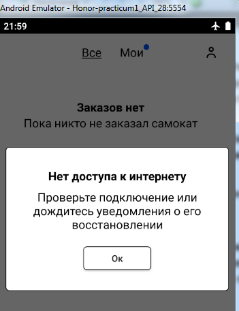 Android Emulator - Honor-practicum1_API_28:5554
21:59
Все Мои
Заказов нет
Пока никто не заказал самокат
Нет доступа к интернету
Проверьте подключение или
дождитесь уведомления о его
восстановлении
Ок